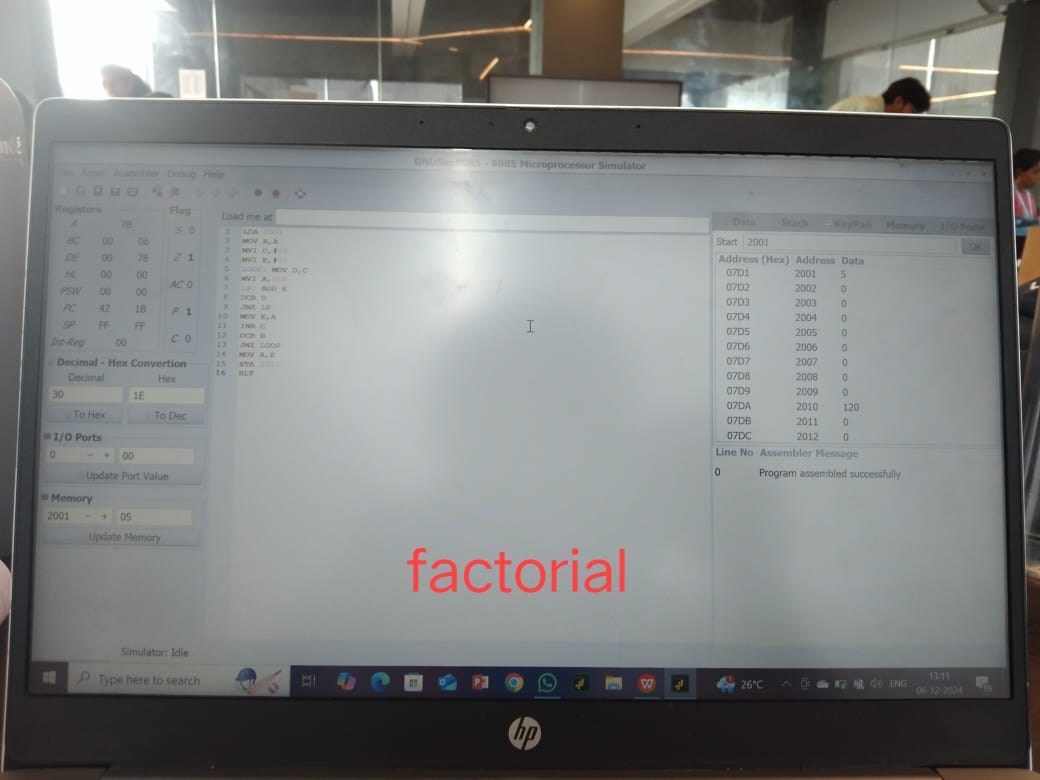 GNUSim8085 - 8085 Microprocessor Simulator
File Reset Assembler Debug Help
Registers
A 78
BC 00 06
DE 00 78
HL 00 00
PSW 00 00
PC 42 1B
SP FF FF
Int-Reg 00
Flag
S 0
Z 1
AC 0
P 1
C 0
Decimal - Hex Convertion
Decimal Hex
30 1E
To Hex To Dec
I/O Ports
0 - + 00
Update Port Value
Memory
2001 - + 05
Update Memory
Simulator: Idle
Load me at
1 LDA 2001
2 MOV B,A
3 MVI C,#01
4 MVI E,#01
5 LOOP: MOV D,C
6 MVI A,
7 LP: ADD E
8 DCR D
9 JNZ LP
10 MOV E,A
11 INR C
12 DCR B
13 JNZ LOOP
14 MOV A,E
15 STA 2010
16 HLT
Data Stack KeyPad Memory I/O Ports
Start 2001 OK
Address (Hex) Address Data
07D1 2001 5
07D2 2002 0
07D3 2003 0
07D4 2004 0
07D5 2005 0
07D6 2006 0
07D7 2007 0
07D8 2008 0
07D9 2009 0
07DA 2010 120
07DB 2011 0
07DC 2012 0
Line No Assembler Message
0 Program assembled successfully
factorial
Type here to search
26°C ENG 13:11
06-12-2024
19
hp